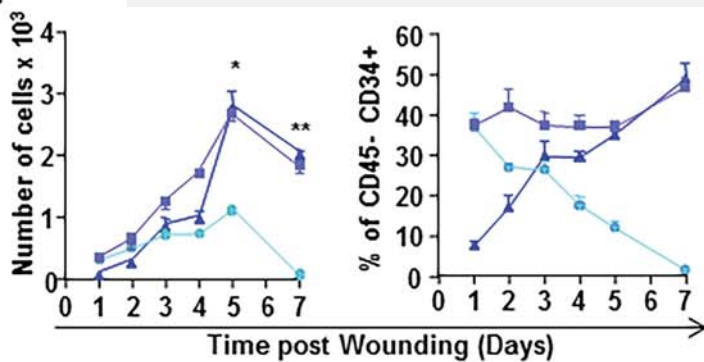 Number of cells x 10³
4
3
2
1
0
*
**
0 1 2 3 4 5 6 7
% of CD45- CD34+
60
50
40
30
20
10
0
0 1 2 3 4 5 6 7
Time post Wounding (Days)